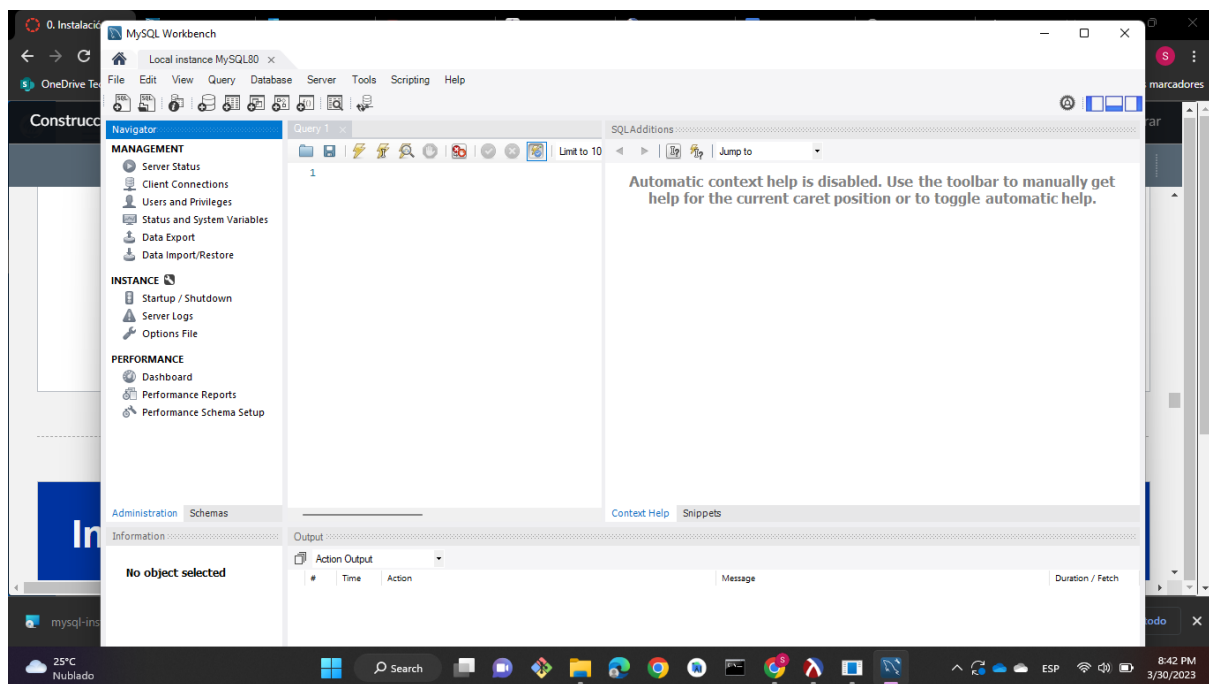 0. Instalació
MySQL Workbench
Local instance MySQL80
OneDrive Tec
File Edit View Query Database Server Tools Scripting Help
S
marcadores
Construcc
rar
Navigator
Query 1
SQLAdditions
MANAGEMENT
Limit to 10
Jump to
Server Status
1
Client Connections
Automatic context help is disabled. Use the toolbar to manually get
help for the current caret position or to toggle automatic help.
Users and Privileges
Status and System Variables
Data Export
Data Import/Restore
INSTANCE
Startup / Shutdown
Server Logs
Options File
PERFORMANCE
Dashboard
Performance Reports
Performance Schema Setup
Administration Schemas
Context Help Snippets
In
Information
Output
Action Output
No object selected
# Time Action Message Duration / Fetch
mysql-ins
todo
25°C
Nublado
Search
ESP
8:42 PM
3/30/2023